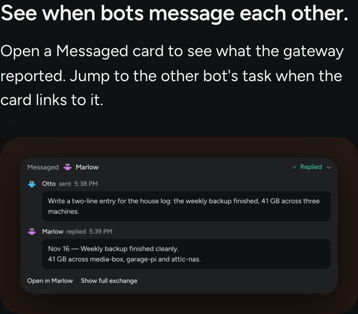 See when bots message each other.
Open a Messaged card to see what the gateway
reported. Jump to the other bot's task when the
card links to it.
Messaged Marlow ✓ Replied
Otto sent 5:38 PM
Write a two-line entry for the house log: the weekly backup finished, 41 GB across three
machines.
Marlow replied 5:39 PM
Nov 16 — Weekly backup finished cleanly.
41 GB across media-box, garage-pi and attic-nas.
Open in Marlow Show full exchange